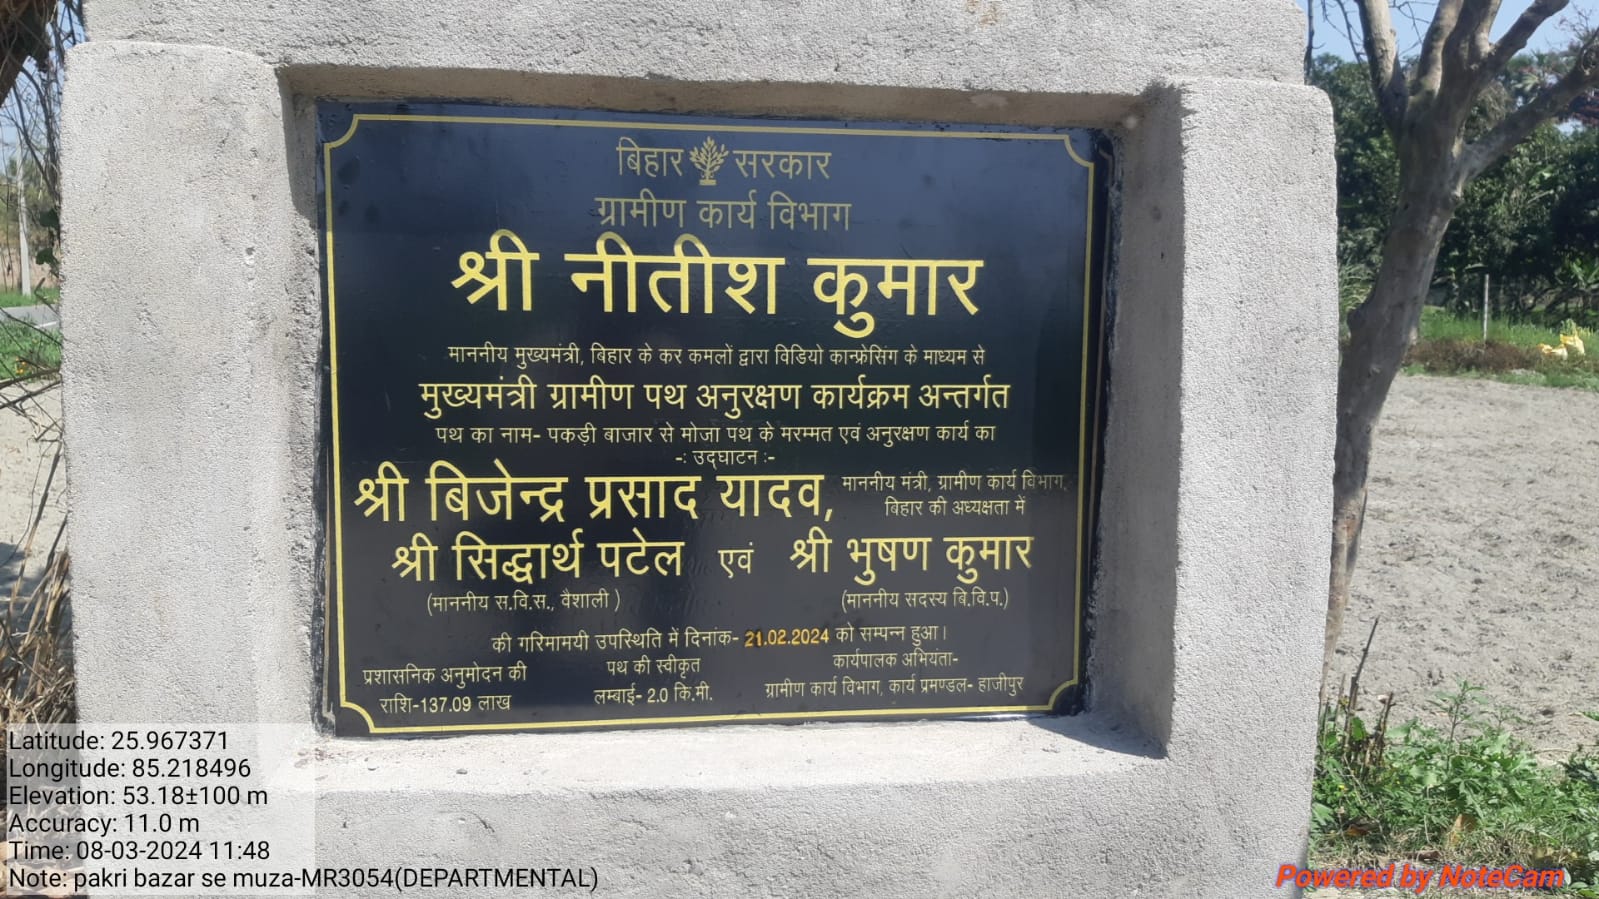 बिहार सरकार
ग्रामीण कार्य विभाग
श्री नीतीश कुमार
माननीय मुख्यमंत्री, बिहार के कर कमलों द्वारा विडियो कान्फ्रेसिंग के माध्यम से
मुख्यमंत्री ग्रामीण पथ अनुरक्षण कार्यक्रम अन्तर्गत
पथ का नाम- पकड़ी बाजार से मोजा पथ के मरम्मत एवं अनुरक्षण कार्य का
-: उद्घाटन :-
श्री बिजेन्द्र प्रसाद यादव, माननीय मंत्री, ग्रामीण कार्य विभाग,
बिहार की अध्यक्षता में
श्री सिद्धार्थ पटेल एवं श्री भुषण कुमार
(माननीय स.वि.स., वैशाली ) (माननीय सदस्य बि.वि.प.)
की गरिमामयी उपस्थिति में दिनांक- 21.02.2024 को सम्पन्न हुआ।
प्रशासनिक अनुमोदन की
राशि-137.09 लाख
पथ की स्वीकृत
लम्बाई- 2.0 कि.मी.
कार्यपालक अभियंता-
ग्रामीण कार्य विभाग, कार्य प्रमण्डल- हाजीपुर
Latitude: 25.967371
Longitude: 85.218496
Elevation: 53.18±100 m
Accuracy: 11.0 m
Time: 08-03-2024 11:48
Note: pakri bazar se muza-MR3054(DEPARTMENTAL)
Powered by NoteCam